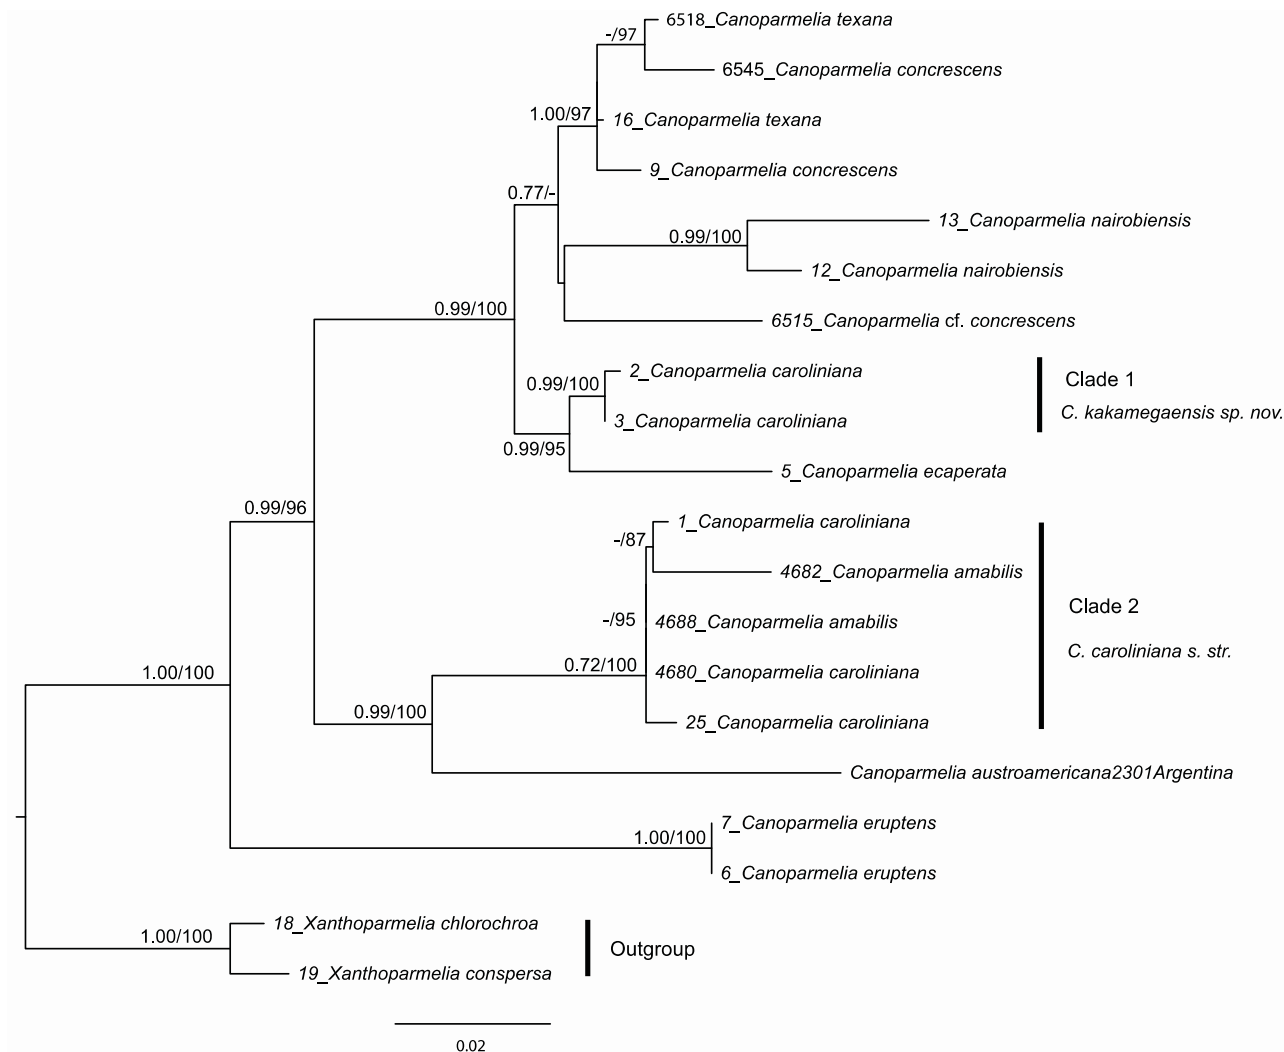 6518_Canoparmelia texana
-/97
6545_Canoparmelia concrescens
1.00/97
16_Canoparmelia texana
9_Canoparmelia concrescens
0.77/-
13_Canoparmelia nairobiensis
0.99/100
12_Canoparmelia nairobiensis
0.99/100
6515_Canoparmelia cf. concrescens
2_Canoparmelia caroliniana
0.99/100
Clade 1
C. kakamegaensis sp. nov.
3_Canoparmelia caroliniana
0.99/95
5_Canoparmelia ecaperata
0.99/96
1_Canoparmelia caroliniana
-/87
4682_Canoparmelia amabilis
Clade 2
-/95
4688_Canoparmelia amabilis
C. caroliniana s. str.
0.72/100
4680_Canoparmelia caroliniana
1.00/100
0.99/100
25_Canoparmelia caroliniana
Canoparmelia austroamericana2301Argentina
7_Canoparmelia eruptens
1.00/100
6_Canoparmelia eruptens
18_Xanthoparmelia chlorochroa
1.00/100
Outgroup
19_Xanthoparmelia conspersa
0.02